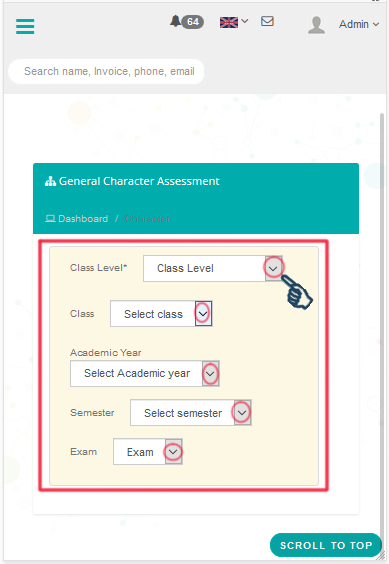 64
Admin
Search name, Invoice, phone, email
General Character Assessment
Dashboard /
Class Level* Class Level
Class Select class
Academic Year
Select Academic year
Semester Select semester
Exam Exam
SCROLL TO TOP